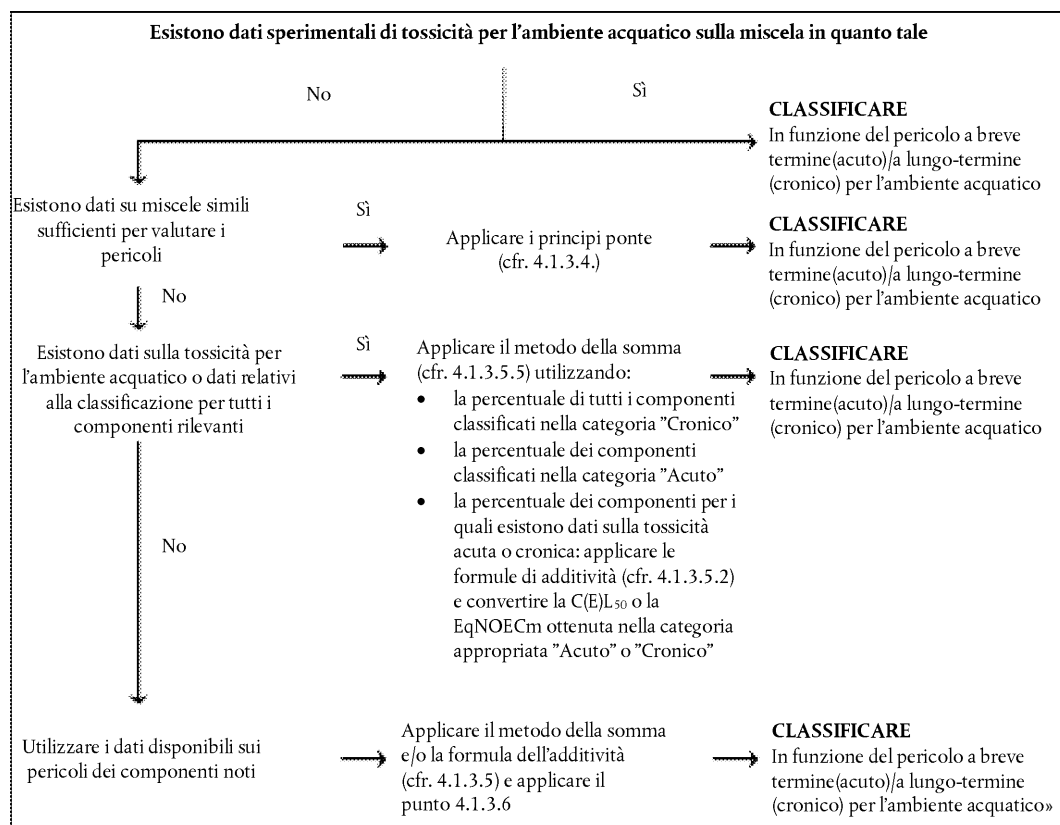 Esistono dati sperimentali di tossicità per l'ambiente acquatico sulla miscela in quanto tale
No
Sì
CLASSIFICARE
In funzione del pericolo a breve
termine(acuto)/a lungo-termine
(cronico) per l'ambiente acquatico
Esistono dati su miscele simili
sufficienti per valutare i
pericoli
Sì
Applicare i principi ponte
(cfr. 4.1.3.4.)
CLASSIFICARE
In funzione del pericolo a breve
termine(acuto)/a lungo-termine
(cronico) per l'ambiente acquatico
No
Esistono dati sulla tossicità per
l'ambiente acquatico o dati relativi
alla classificazione per tutti i
componenti rilevanti
Sì
Applicare il metodo della somma
(cfr. 4.1.3.5.5) utilizzando:
• la percentuale di tutti i componenti
classificati nella categoria "Cronico"
• la percentuale dei componenti
classificati nella categoria "Acuto"
• la percentuale dei componenti per i
quali esistono dati sulla tossicità
acuta o cronica: applicare le
formule di additività (cfr. 4.1.3.5.2)
e convertire la C(E)L50 o la
EqNOECm ottenuta nella categoria
appropriata "Acuto" o "Cronico"
CLASSIFICARE
In funzione del pericolo a breve
termine(acuto)/a lungo-termine
(cronico) per l'ambiente acquatico
No
Utilizzare i dati disponibili sui
pericoli dei componenti noti
Applicare il metodo della somma
e/o la formula dell'additività
(cfr. 4.1.3.5) e applicare il
punto 4.1.3.6
CLASSIFICARE
In funzione del pericolo a breve
termine(acuto)/a lungo-termine
(cronico) per l'ambiente acquatico»